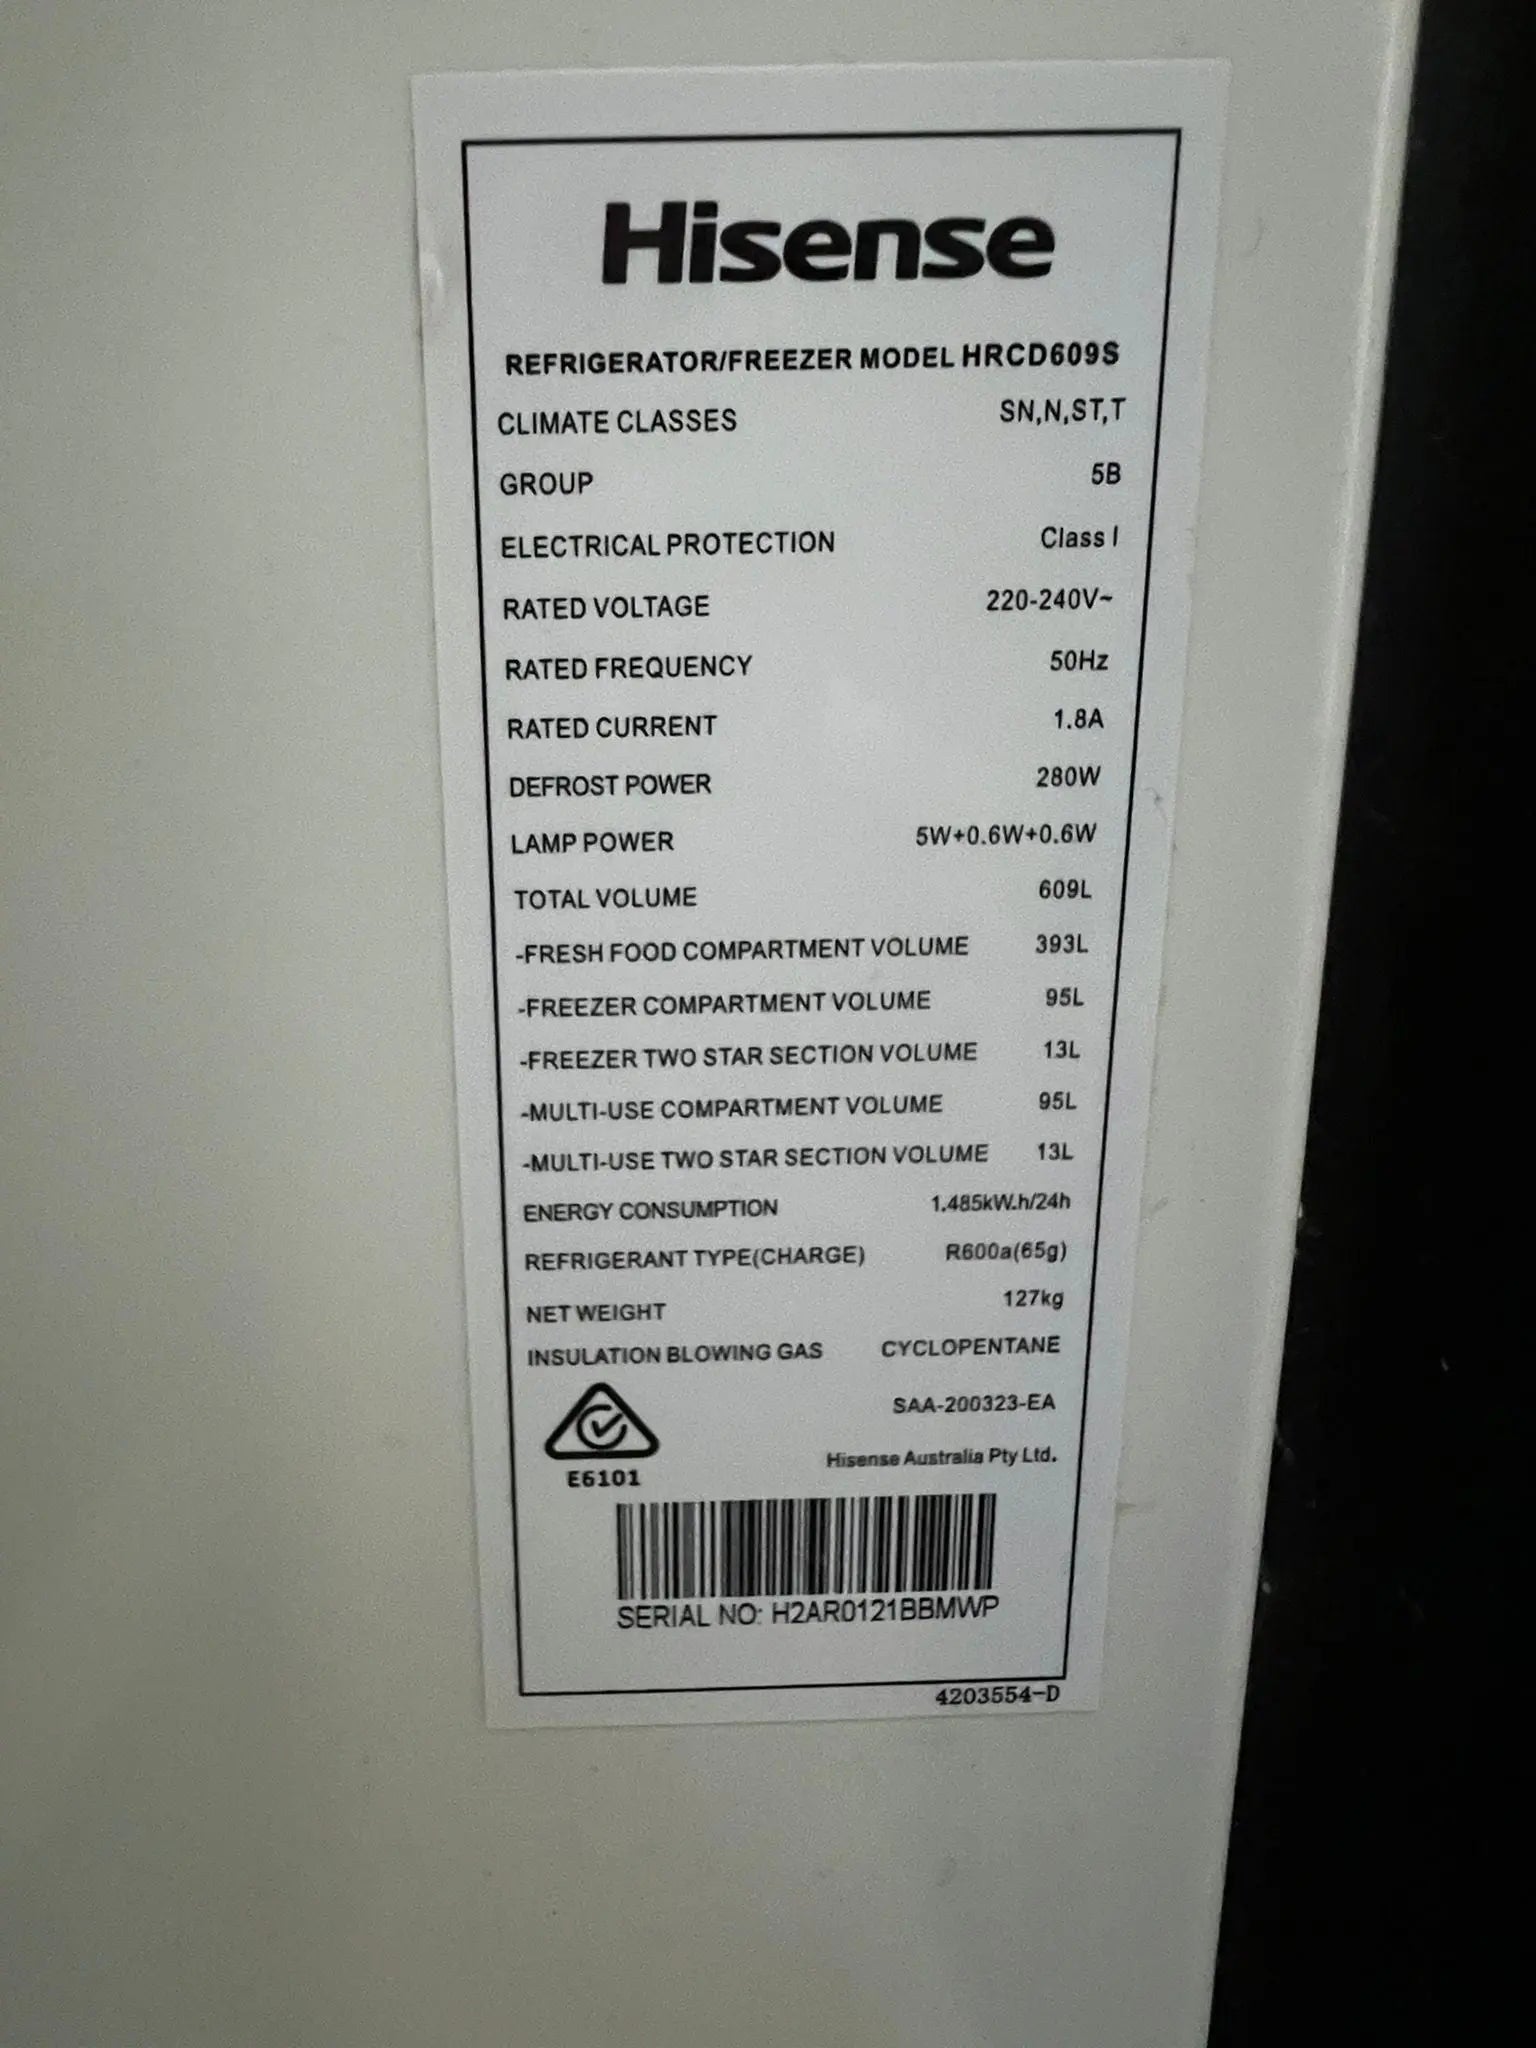 Hisense
REFRIGERATOR/FREEZER MODEL HRCD609S
CLIMATE CLASSES SN,N,ST,T
GROUP 5B
ELECTRICAL PROTECTION Class I
RATED VOLTAGE 220-240V~
RATED FREQUENCY 50Hz
RATED CURRENT 1.8A
DEFROST POWER 280W
LAMP POWER 5W+0.6W+0.6W
TOTAL VOLUME 609L
-FRESH FOOD COMPARTMENT VOLUME 393L
-FREEZER COMPARTMENT VOLUME 95L
-FREEZER TWO STAR SECTION VOLUME 13L
-MULTI-USE COMPARTMENT VOLUME 95L
-MULTI-USE TWO STAR SECTION VOLUME 13L
ENERGY CONSUMPTION 1.485kW.h/24h
REFRIGERANT TYPE(CHARGE) R600a(65g)
NET WEIGHT 127kg
INSULATION BLOWING GAS CYCLOPENTANE
SAA-200323-EA
Hisense Australia Pty Ltd.
E6101
SERIAL NO: H2AR0121BBMWP
4203554-D